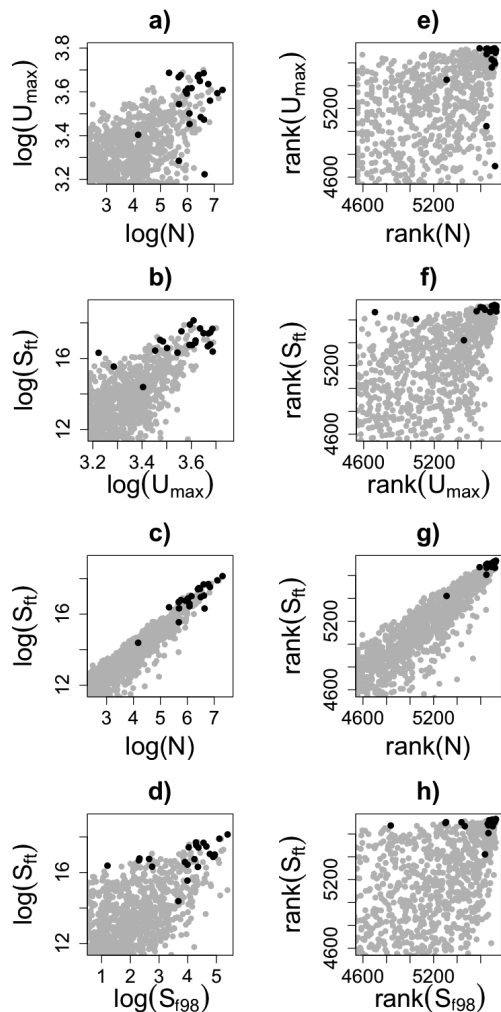 a)
log(Umax)
3.2 3.4 3.6 3.8
3 4 5 6 7
log(N)
e)
rank(Umax)
4600 5200
4600 5200
rank(N)
b)
log(Sft)
12 16
3.2 3.4 3.6
log(Umax)
f)
rank(Sft)
4600 5200
4600 5200
rank(Umax)
c)
log(Sft)
12 16
3 4 5 6 7
log(N)
g)
rank(Sft)
4600 5200
4600 5200
rank(N)
d)
log(Sft)
12 16
1 2 3 4 5
log(Sf98)
h)
rank(Sft)
4600 5200
4600 5200
rank(Sf98)